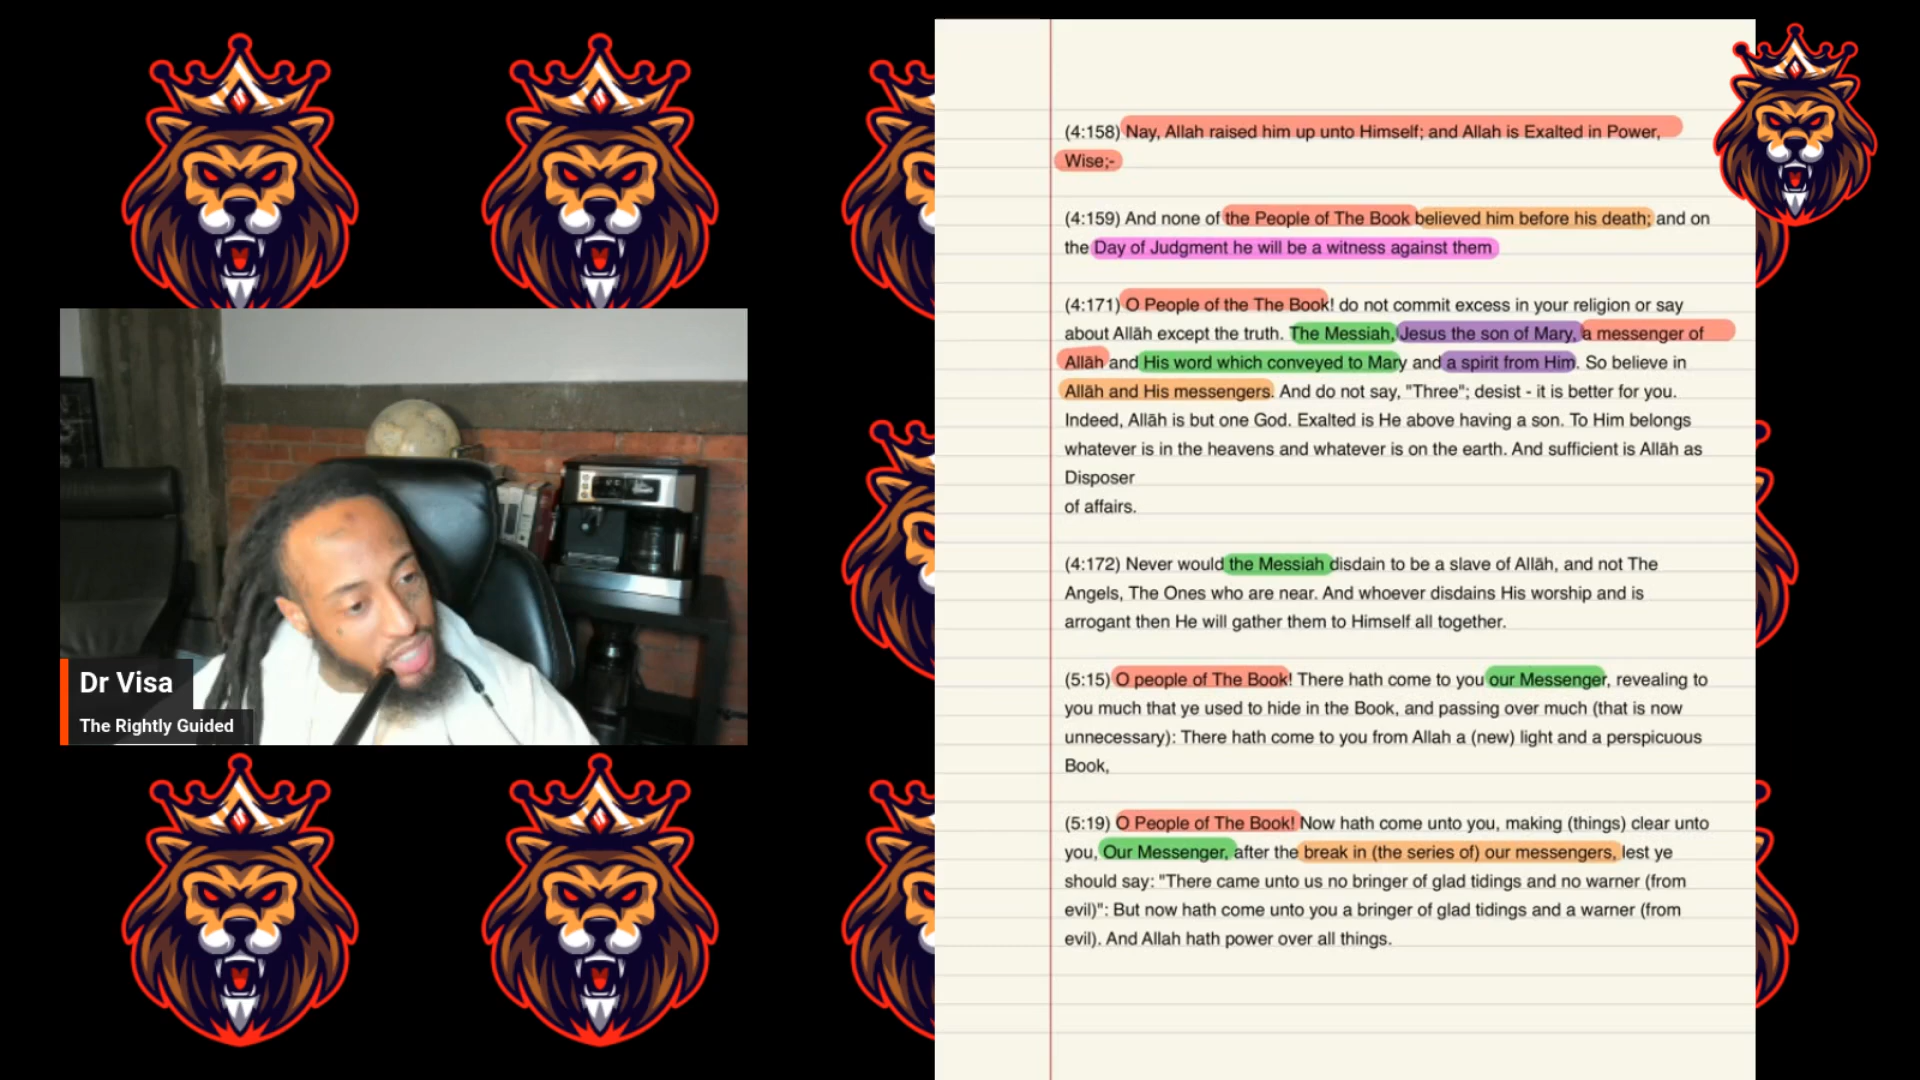 (4:158) Nay, Allah raised him up unto Himself; and Allah is Exalted in Power,
Wise;-
(4:159) And none of the People of The Book believed him before his death; and on
the Day of Judgment he will be a witness against them
(4:171) O People of the The Book! do not commit excess in your religion or say
about Allāh except the truth. The Messiah, Jesus the son of Mary, a messenger of
Allāh and His word which conveyed to Mary and a spirit from Him. So believe in
Allāh and His messengers. And do not say, "Three"; desist - it is better for you.
Indeed, Allāh is but one God. Exalted is He above having a son. To Him belongs
whatever is in the heavens and whatever is on the earth. And sufficient is Allāh as
Disposer
of affairs.
(4:172) Never would the Messiah disdain to be a slave of Allāh, and not The
Angels, The Ones who are near. And whoever disdains His worship and is
arrogant then He will gather them to Himself all together.
(5:15) O people of The Book! There hath come to you our Messenger, revealing to
you much that ye used to hide in the Book, and passing over much (that is now
unnecessary): There hath come to you from Allah a (new) light and a perspicuous
Book,
(5:19) O People of The Book! Now hath come unto you, making (things) clear unto
you, Our Messenger, after the break in (the series of) our messengers, lest ye
should say: "There came unto us no bringer of glad tidings and no warner (from
evil)": But now hath come unto you a bringer of glad tidings and a warner (from
evil). And Allah hath power over all things.
Dr Visa
The Rightly Guided